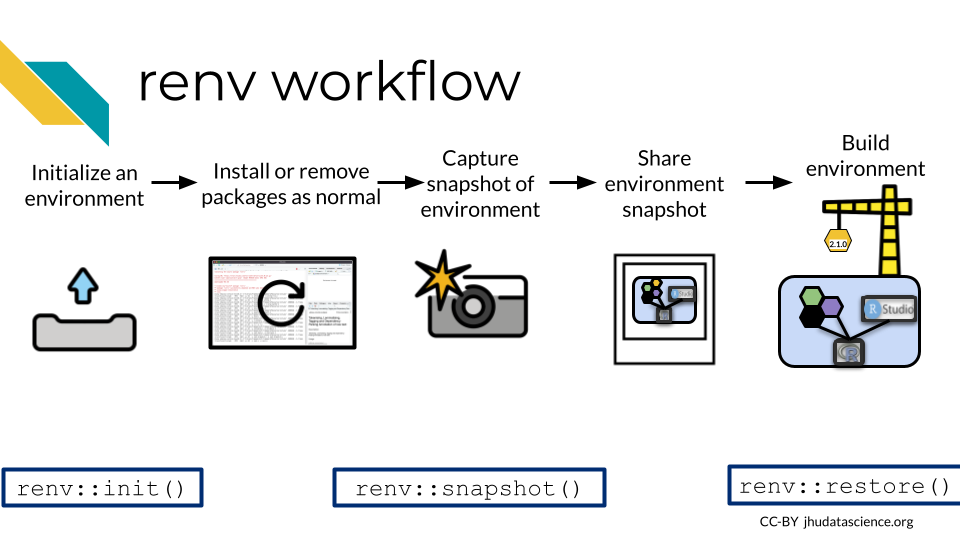 renv workflow
Initialize an
environment
Install or remove
packages as normal
Capture
snapshot of
environment
Share
environment
snapshot
Build
environment
2.1.0
R Studio
R
renv::init()
renv::snapshot()
renv::restore()
CC-BY jhudatascience.org